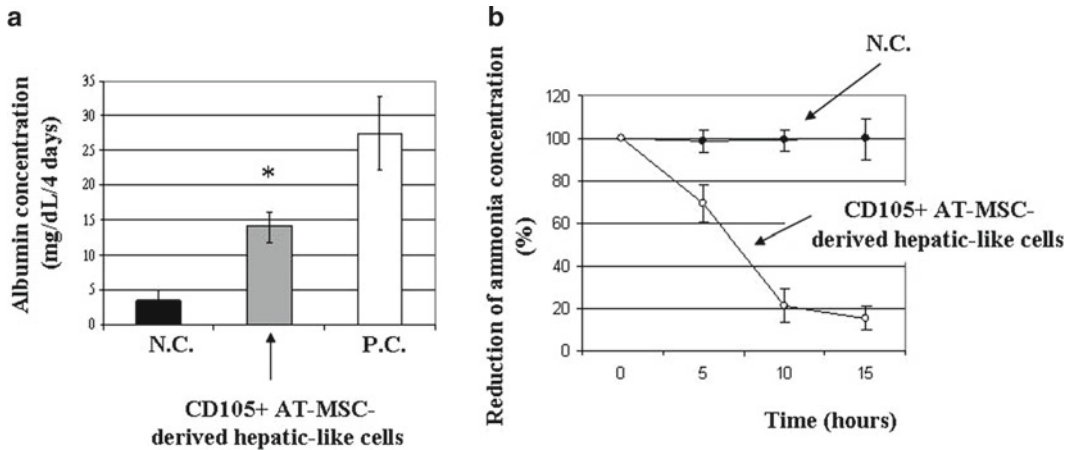 a
Albumin concentration
(mg/dL/4 days)
35
30
25
20
15
10
5
0
*
N.C.
P.C.
CD105+ AT-MSC-
derived hepatic-like cells
b
Reduction of ammonia concentration
(%)
120
100
80
60
40
20
0
0 5 10 15
Time (hours)
N.C.
CD105+ AT-MSC-
derived hepatic-like cells